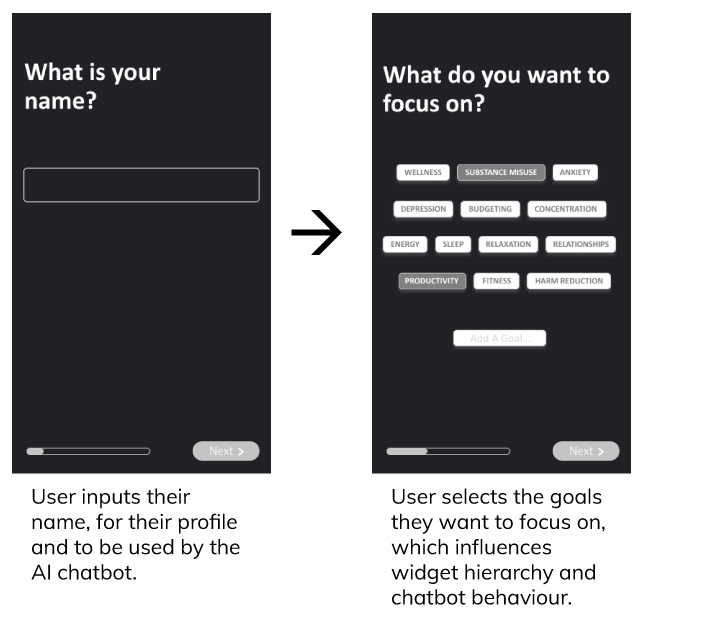 What is your
name?
Next >
User inputs their
name, for their profile
and to be used by the
AI chatbot.
What do you want to
focus on?
WELLNESS SUBSTANCE MISUSE ANXIETY
DEPRESSION BUDGETING CONCENTRATION
ENERGY SLEEP RELAXATION RELATIONSHIPS
PRODUCTIVITY FITNESS HARM REDUCTION
Add A Goal...
Next >
User selects the goals
they want to focus on,
which influences
widget hierarchy and
chatbot behaviour.